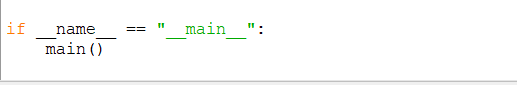 if __name__ == "__main__":
    main()